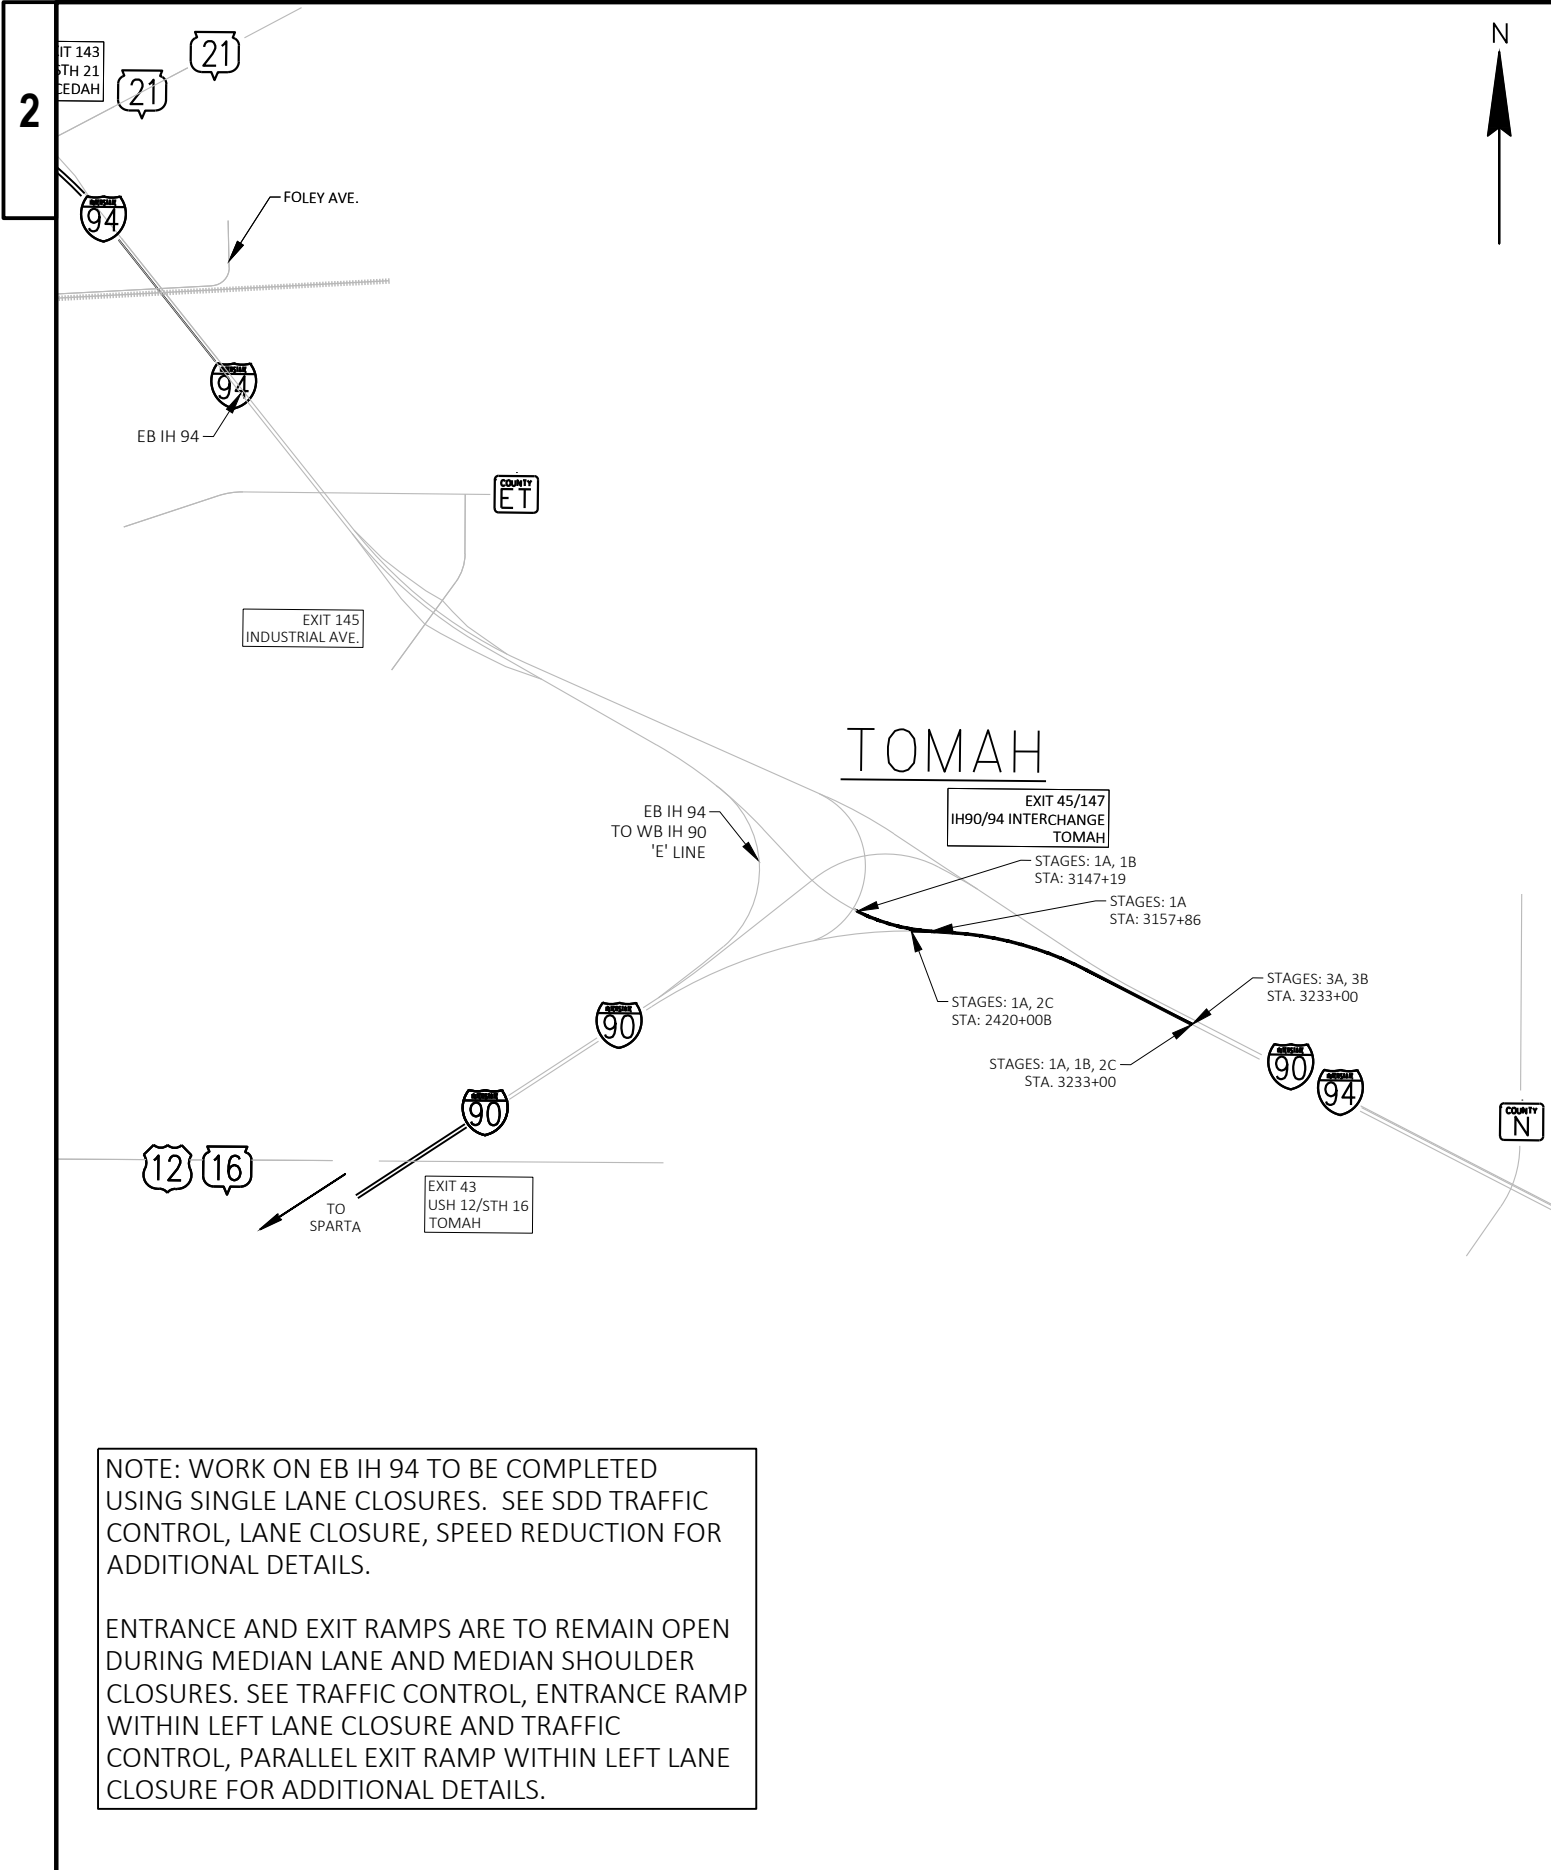 2
IT 143
STH 21
CEDAH
21
21
N
94
FOLEY AVE.
94
EB IH 94
COUNTY
ET
EXIT 145
INDUSTRIAL AVE.
TOMAH
EXIT 45/147
IH90/94 INTERCHANGE
TOMAH
EB IH 94
TO WB IH 90
'E' LINE
STAGES: 1A, 1B
STA: 3147+19
STAGES: 1A
STA: 3157+86
STAGES: 1A, 2C
STA: 2420+00B
STAGES: 3A, 3B
STA. 3233+00
STAGES: 1A, 1B, 2C
STA. 3233+00
90
90
90
94
COUNTY
N
12
16
TO
SPARTA
EXIT 43
USH 12/STH 16
TOMAH
NOTE: WORK ON EB IH 94 TO BE COMPLETED
USING SINGLE LANE CLOSURES. SEE SDD TRAFFIC
CONTROL, LANE CLOSURE, SPEED REDUCTION FOR
ADDITIONAL DETAILS.
ENTRANCE AND EXIT RAMPS ARE TO REMAIN OPEN
DURING MEDIAN LANE AND MEDIAN SHOULDER
CLOSURES. SEE TRAFFIC CONTROL, ENTRANCE RAMP
WITHIN LEFT LANE CLOSURE AND TRAFFIC
CONTROL, PARALLEL EXIT RAMP WITHIN LEFT LANE
CLOSURE FOR ADDITIONAL DETAILS.